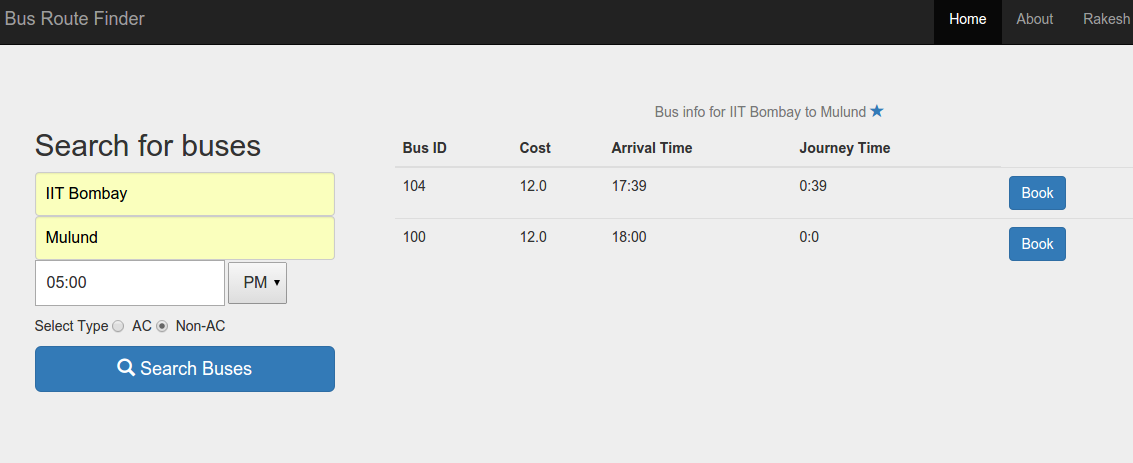 Bus Route Finder Home About Rakesh
Search for buses
IIT Bombay
Mulund
05:00 PM
Select Type AC Non-AC
Search Buses
Bus info for IIT Bombay to Mulund
Bus ID Cost Arrival Time Journey Time
104 12.0 17:39 0:39 Book
100 12.0 18:00 0:0 Book